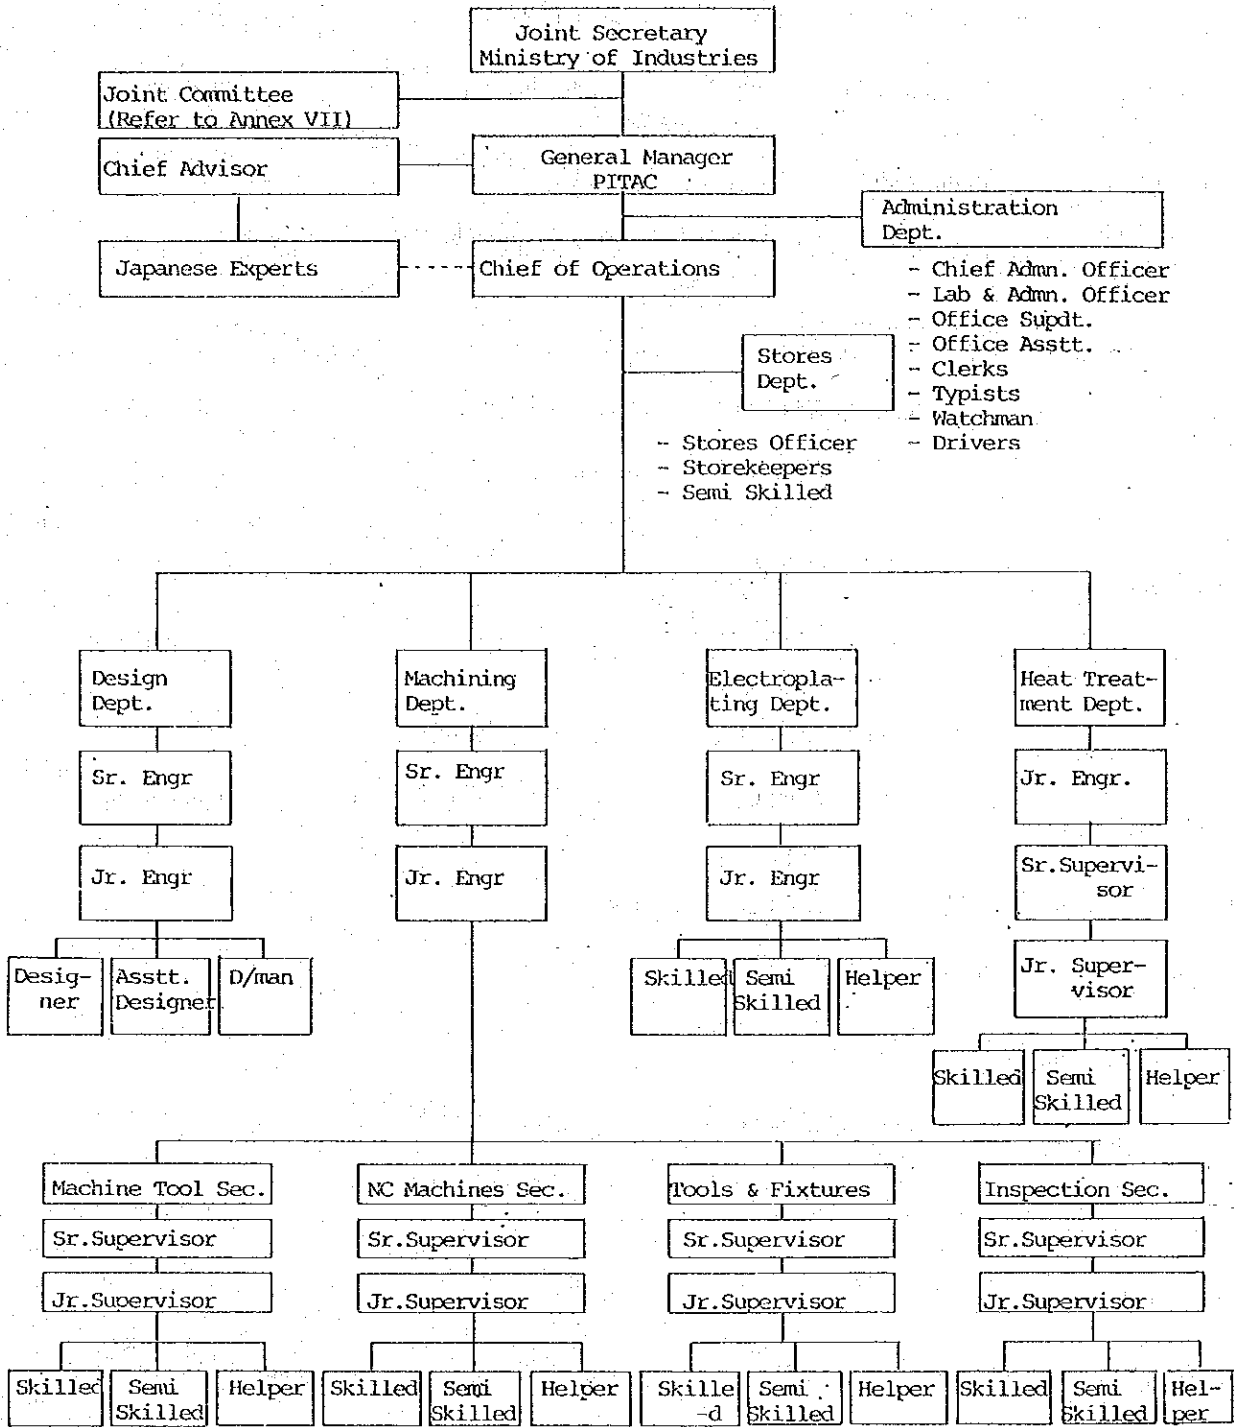 Joint Secretary
Ministry of Industries
Joint Committee
(Refer to Annex VII)
Chief Advisor
General Manager
PITAC
Administration
Dept.
Japanese Experts
Chief of Operations
- Chief Admn. Officer
- Lab & Admn. Officer
- Office Supdt.
- Office Asstt.
- Clerks
- Typists
- Watchman
- Drivers
Stores
Dept.
- Stores Officer
- Storekeepers
- Semi Skilled
Design
Dept.
Machining
Dept.
Electropla-
ting Dept.
Heat Treat-
ment Dept.
Sr. Engr
Sr. Engr
Sr. Engr
Jr. Engr.
Jr. Engr
Jr. Engr
Jr. Engr
Sr.Supervi-
sor
Desig-
ner
Asstt.
Designer
D/man
Skilled
Semi
Skilled
Helper
Jr. Super-
visor
Skilled
Semi
Skilled
Helper
Machine Tool Sec.
NC Machines Sec.
Tools & Fixtures
Inspection Sec.
Sr.Supervisor
Sr.Supervisor
Sr.Supervisor
Sr.Supervisor
Jr.Supervisor
Jr.Supervisor
Jr.Supervisor
Jr.Supervisor
Skilled
Semi
Skilled
Helper
Skilled
Semi
Skilled
Helper
Skille
-d
Semi
Skilled
Helper
Skilled
Semi
Skilled
Hel-
per